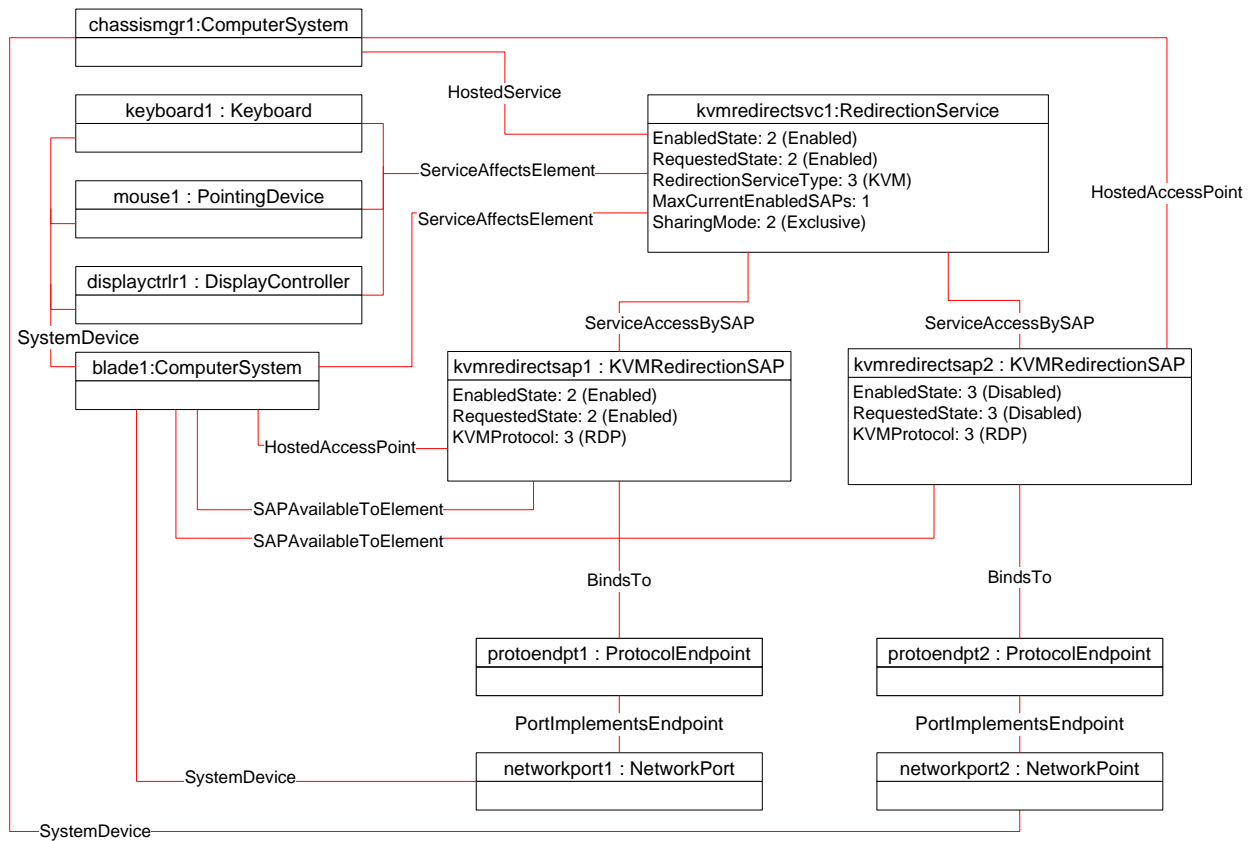 chassismgr1:ComputerSystem
HostedService
keyboard1 : Keyboard
kvmredirectsvc1:RedirectionService
EnabledState: 2 (Enabled)
RequestedState: 2 (Enabled)
RedirectionServiceType: 3 (KVM)
MaxCurrentEnabledSAPs: 1
SharingMode: 2 (Exclusive)
ServiceAffectsElement
HostedAccessPoint
mouse1 : PointingDevice
ServiceAffectsElement
displayctrlr1 : DisplayController
SystemDevice
ServiceAccessBySAP
ServiceAccessBySAP
blade1:ComputerSystem
kvmredirectsap1 : KVMRedirectionSAP
EnabledState: 2 (Enabled)
RequestedState: 2 (Enabled)
KVMProtocol: 3 (RDP)
kvmredirectsap2 : KVMRedirectionSAP
EnabledState: 3 (Disabled)
RequestedState: 3 (Disabled)
KVMProtocol: 3 (RDP)
HostedAccessPoint
SAPAvailableToElement
SAPAvailableToElement
BindsTo
BindsTo
protoendpt1 : ProtocolEndpoint
protoendpt2 : ProtocolEndpoint
PortImplementsEndpoint
PortImplementsEndpoint
networkport1 : NetworkPort
networkport2 : NetworkPoint
SystemDevice
SystemDevice